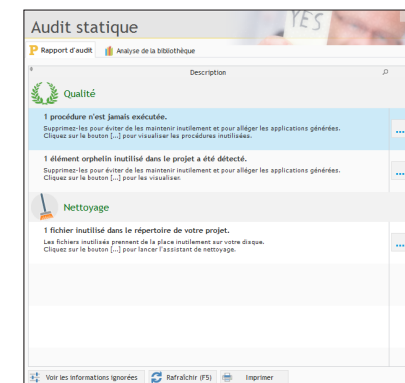 YES
Audit statique
Rapport d'audit
Analyse de la bibliothèque
Description
Qualité
1 procédure n'est jamais exécutée.
Supprimez-les pour éviter de les maintenir inutilement et pour alléger les applications générées.
Cliquez sur le bouton [...] pour visualiser les procédures inutilisées.
...
1 élément orphelin inutilisé dans le projet a été détecté.
Supprimez-les pour éviter de les maintenir inutilement et pour alléger les applications générées.
Cliquez sur le bouton [...] pour les visualiser.
...
Nettoyage
1 fichier inutilisé dans le répertoire de votre projet.
Les fichiers inutilisés prennent de la place inutilement sur votre disque.
Cliquez sur le bouton [...] pour lancer l'assistant de nettoyage.
...
Voir les informations ignorées
Rafraîchir (F5)
Imprimer